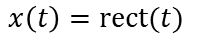 x(t) = rect(t)